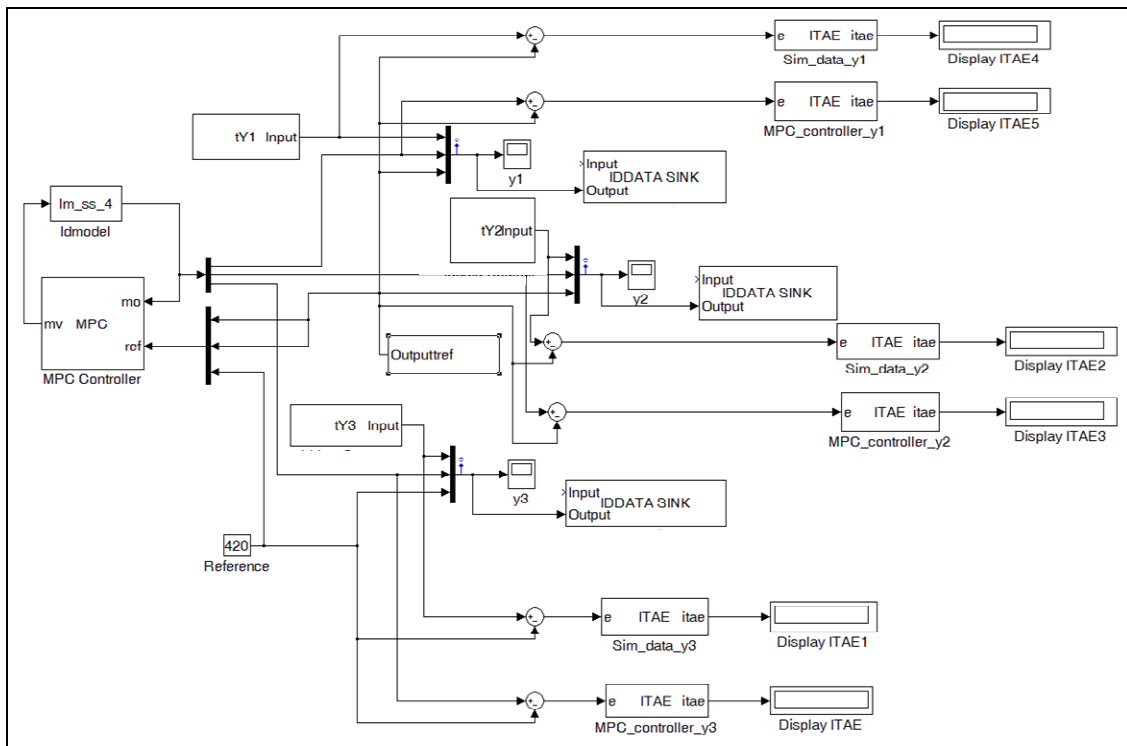 e ITAE itae
Sim_data_y1
Display ITAE4
e ITAE itae
MPC_controller_y1
Display ITAE5
tY1 Input
y1
Input
IDDATA SINK
Output
Im_ss_4
Idmodel
tY2Input
y2
Input
IDDATA SINK
Output
mo
mv MPC
ref
MPC Controller
Outputtref
e ITAE itae
Sim_data_y2
Display ITAE2
e ITAE itae
MPC_controller_y2
Display ITAE3
tY3 Input
y3
Input
IDDATA SINK
Output
420
Reference
e ITAE itae
Sim_data_y3
Display ITAE1
e ITAE itae
MPC_controller_y3
Display ITAE